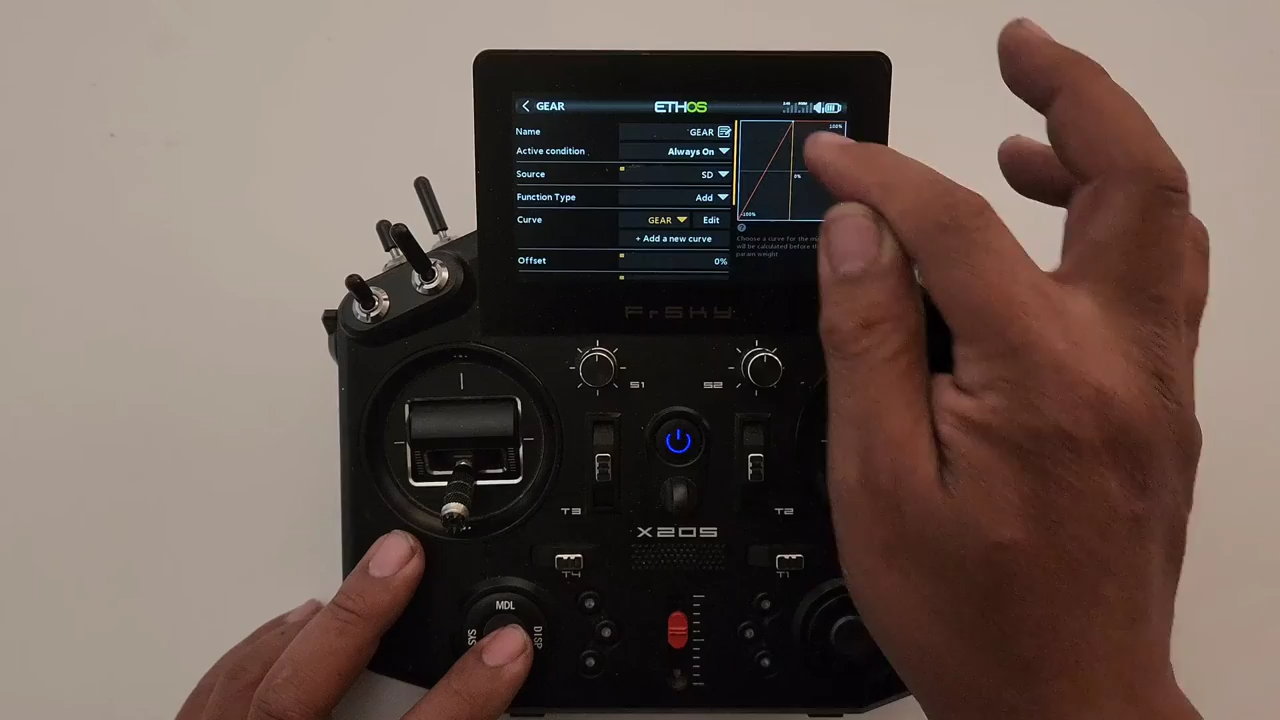 GEAR ETHOS
Name GEAR
100%
Active condition Always On
Source SD
0%
Function Type Add
Curve GEAR Edit
-100%
+ Add a new curve
Choose a curve for the
will be calculated before
param weight
Offset 0%
FrSKY
S1 S2
T3 T2
X20S
T4 T1
MDL
SYS
DISP